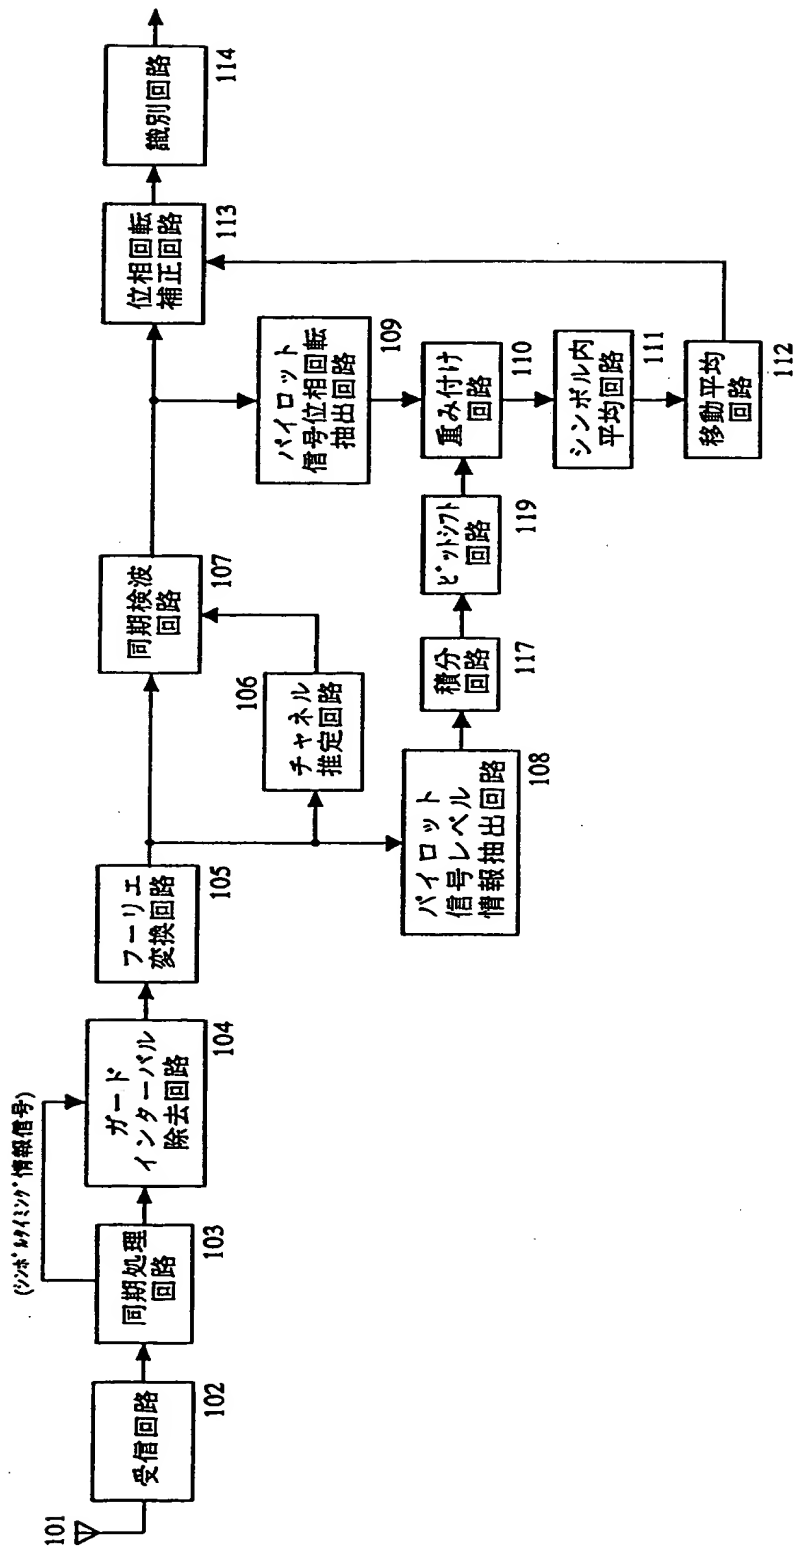 101
受信回路
102
同期処理
回路
103
(シンボルタイミング情報信号)
ガード
インターバル
除去回路
104
フーリエ
変換回路
105
チャネル
推定回路
106
同期検波
回路
107
パイロット
信号レベル
情報抽出回路
108
積分
回路
117
ビットシフト
回路
119
パイロット
信号位相回転
抽出回路
109
重み付け
回路
110
シンボル内
平均回路
111
移動平均
回路
112
位相回転
補正回路
113
識別回路
114